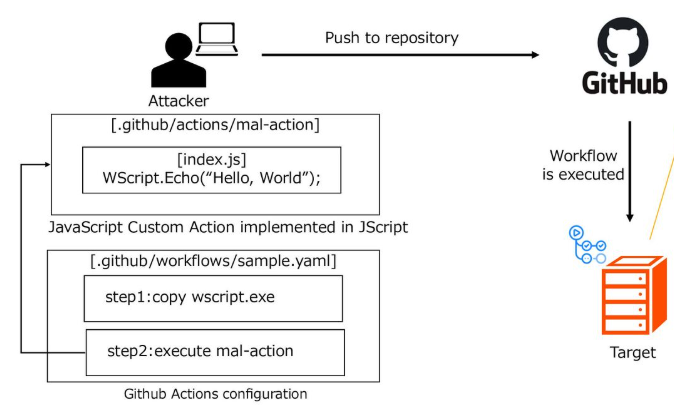 Push to repository
GitHub
Attacker
[.github/actions/mal-action]
[index.js]
WScript.Echo(“Hello, World”);
JavaScript Custom Action implemented in JScript
Workflow
is executed
[.github/workflows/sample.yaml]
step1:copy wscript.exe
step2:execute mal-action
Target
Github Actions configuration